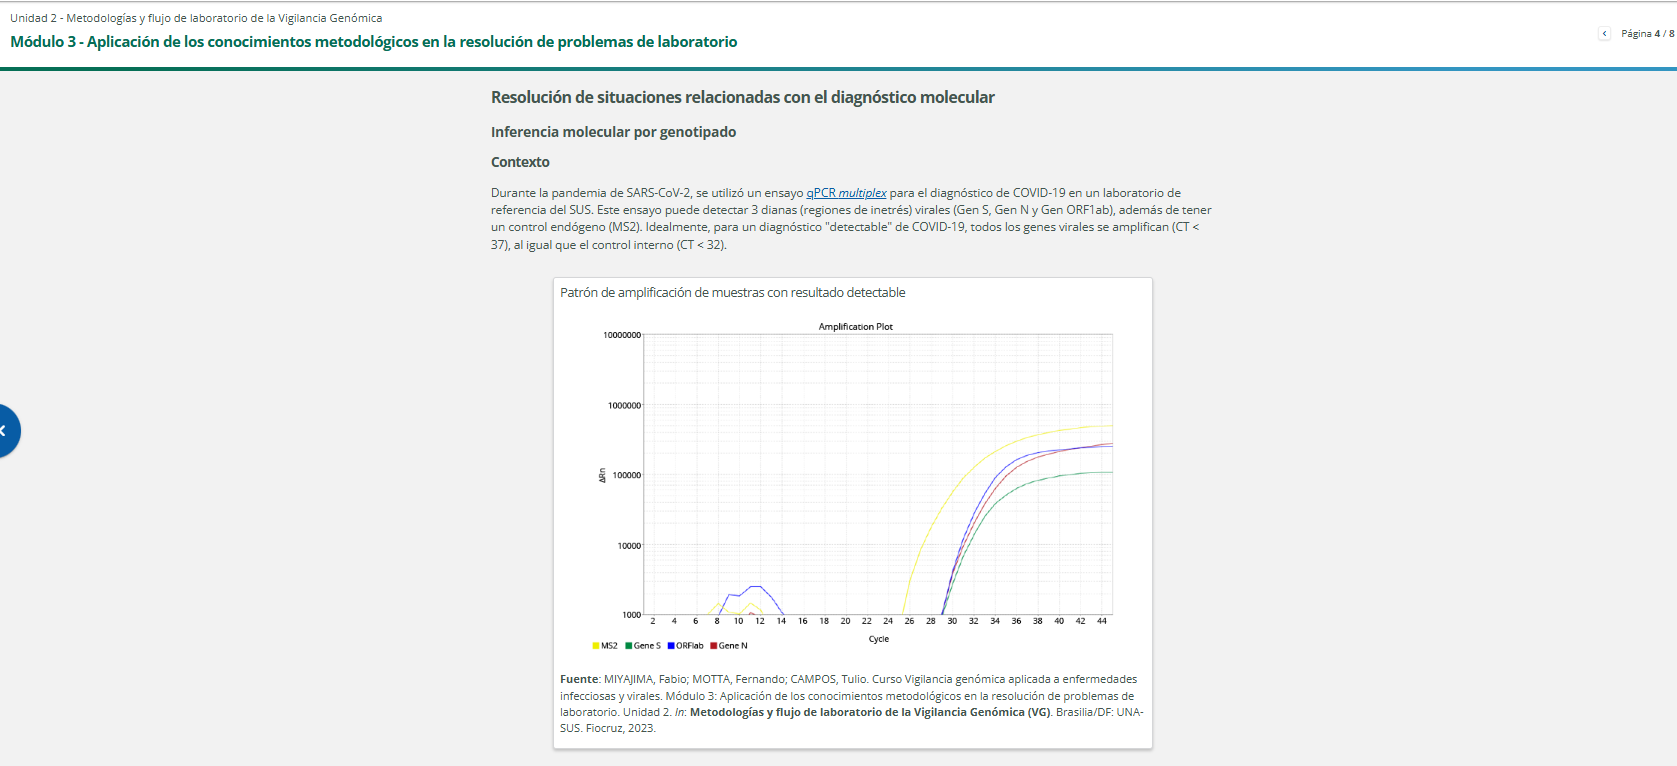 Unidad 2 - Metodologías y flujo de laboratorio de la Vigilancia Genómica
Módulo 3 - Aplicación de los conocimientos metodológicos en la resolución de problemas de laboratorio
Página 4 / 8
Resolución de situaciones relacionadas con el diagnóstico molecular
Inferencia molecular por genotipado
Contexto
Durante la pandemia de SARS-CoV-2, se utilizó un ensayo qPCR multiplex para el diagnóstico de COVID-19 en un laboratorio de
referencia del SUS. Este ensayo puede detectar 3 dianas (regiones de inetrés) virales (Gen S, Gen N y Gen ORF1ab), además de tener
un control endógeno (MS2). Idealmente, para un diagnóstico "detectable" de COVID-19, todos los genes virales se amplifican (CT <
37), al igual que el control interno (CT < 32).
Patrón de amplificación de muestras con resultado detectable
Amplification Plot
10000000
1000000
100000
10000
1000
ΔRn
2 4 6 8 10 12 14 16 18 20 22 24 26 28 30 32 34 36 38 40 42 44
Cycle
MS2 Gene S ORFlab Gene N
Fuente: MIYAJIMA, Fabio; MOTTA, Fernando; CAMPOS, Tulio. Curso Vigilancia genómica aplicada a enfermedades
infecciosas y virales. Módulo 3: Aplicación de los conocimientos metodológicos en la resolución de problemas de
laboratorio. Unidad 2. In: Metodologías y flujo de laboratorio de la Vigilancia Genómica (VG). Brasilia/DF: UNA-
SUS. Fiocruz, 2023.